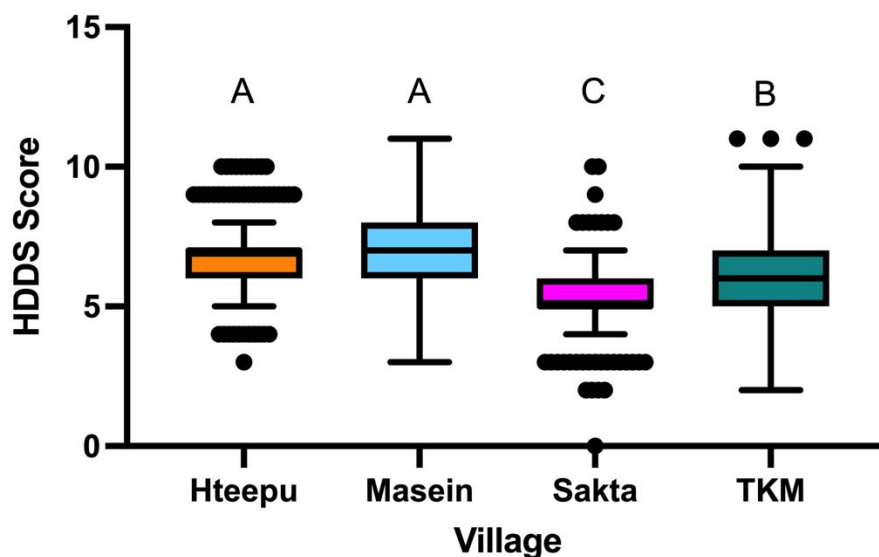 HDDS Score
15
10
5
0
A A C B
Hteepu Masein Sakta TKM
Village